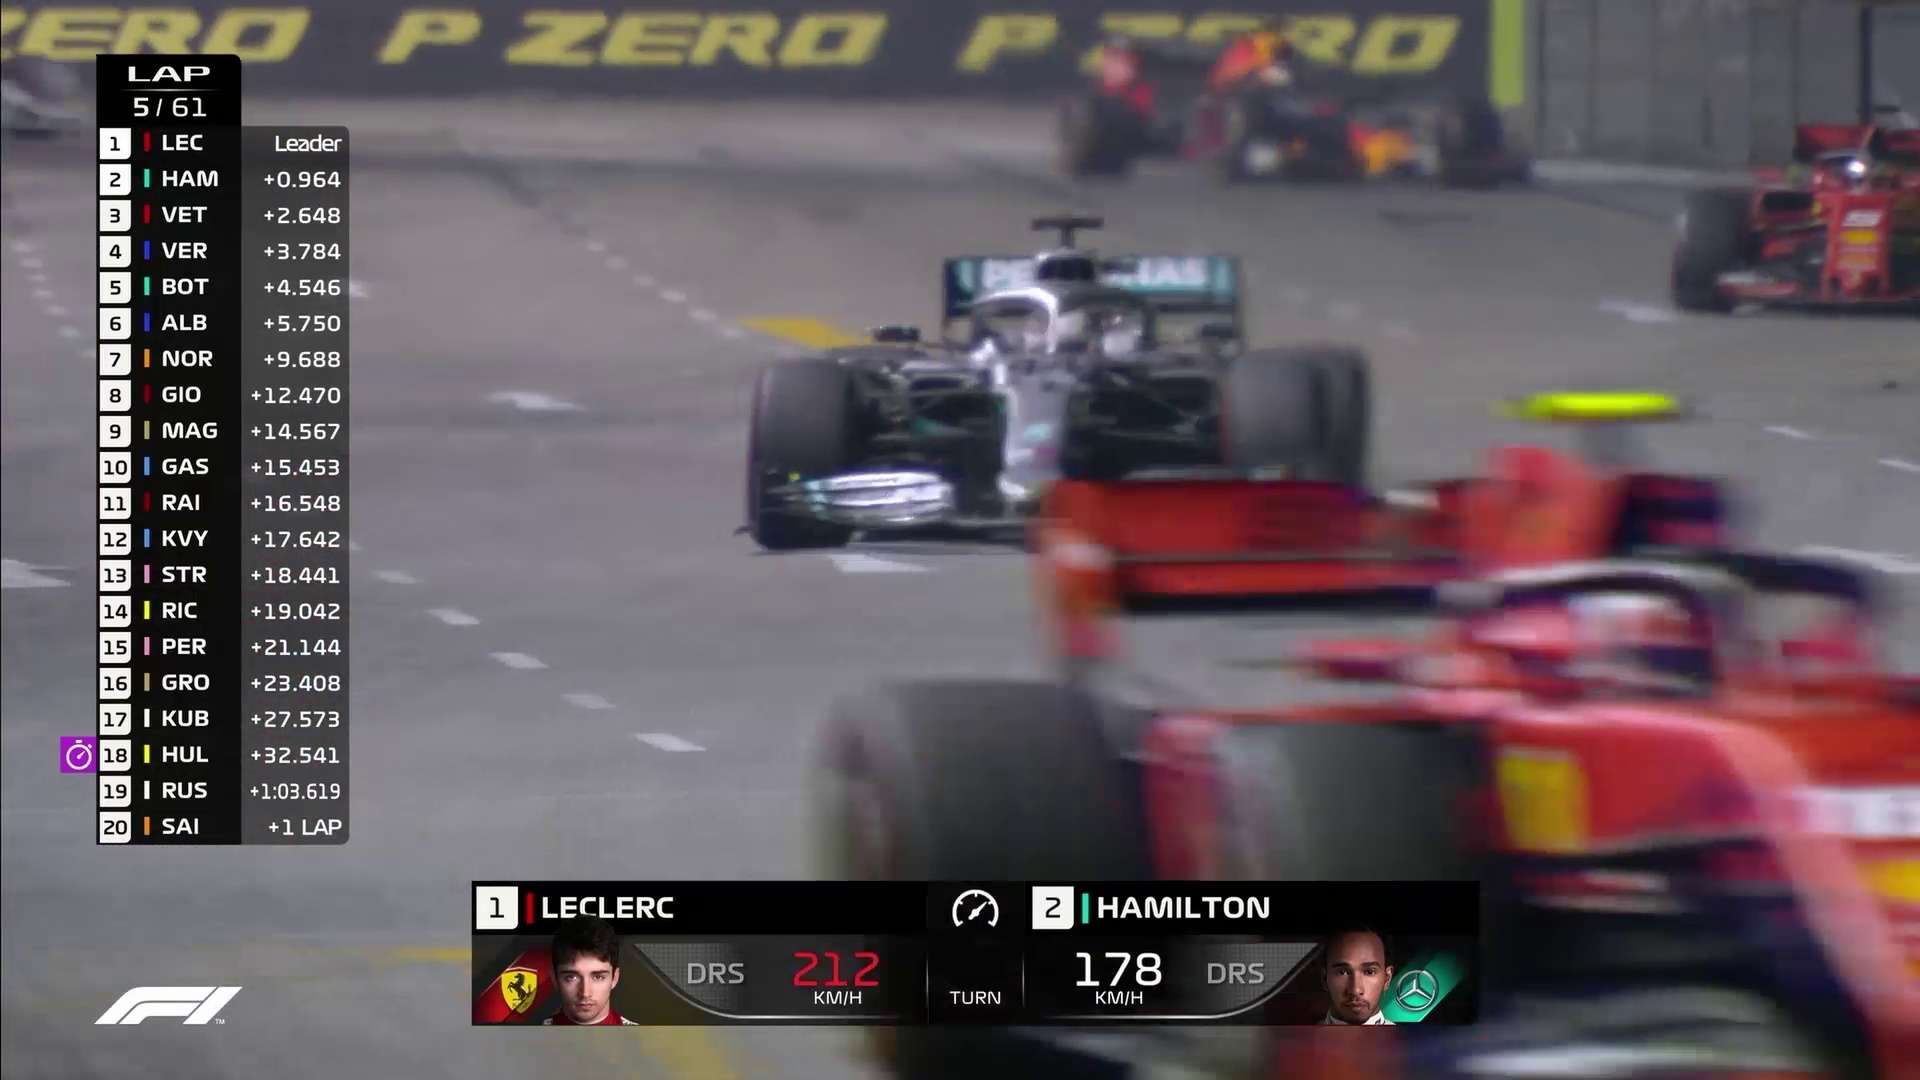 ZERO P ZERO P ZERO
LAP
5/61
1 LEC Leader
2 HAM +0.964
3 VET +2.648
4 VER +3.784
5 BOT +4.546
6 ALB +5.750
7 NOR +9.688
8 GIO +12.470
9 MAG +14.567
10 GAS +15.453
11 RAI +16.548
12 KVY +17.642
13 STR +18.441
14 RIC +19.042
15 PER +21.144
16 GRO +23.408
17 KUB +27.573
18 HUL +32.541
19 RUS +1:03.619
20 SAI +1 LAP
1 LECLERC 2 HAMILTON
DRS 212 178 DRS
KM/H TURN KM/H
F1
TM